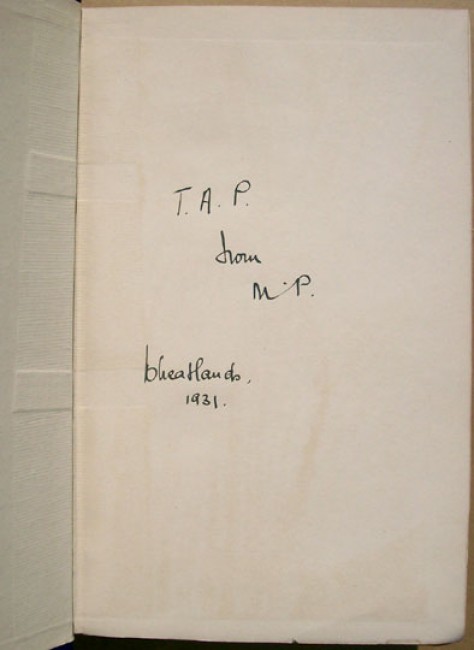 T. A. P.
from
M. P.
Wheatlands,
1931.